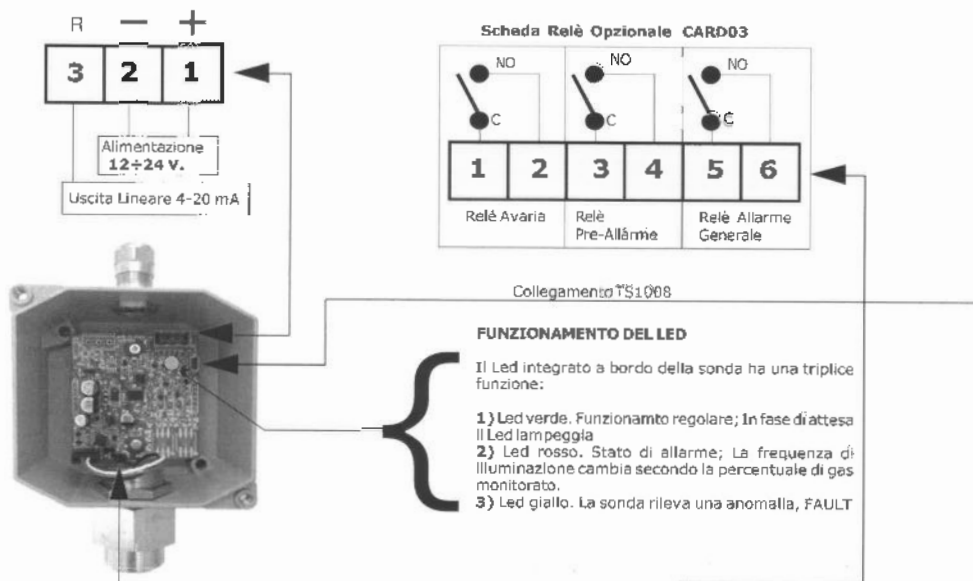 R — +
3 2 1
Alimentazione
12÷24 V.
Uscita Lineare 4-20 mA
Scheda Relè Opzionale CARD03
NO NO NO
C C C
1 2 3 4 5 6
Relé Avaria
Relè
Pre-Allárme
Relè Allarme
Generale
Collegamento TS1008
FUNZIONAMENTO DEL LED
Il Led integrato a bordo della sonda ha una triplice
funzione:
1) Led verde. Funzionamto regolare; In fase di attesa
il Led lampeggia
2) Led rosso. Stato di allarme; La frequenza di
illuminazione cambia secondo la percentuale di gas
monitorato.
3) Led giallo. La sonda rileva una anomalia, FAULT